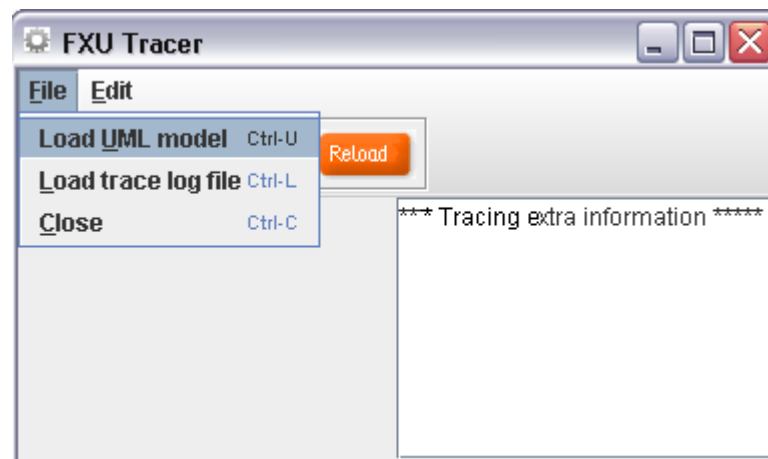 FXU Tracer
File Edit
Load UML model Ctrl-U
Reload
Load trace log file Ctrl-L
Close Ctrl-C
*** Tracing extra information *****